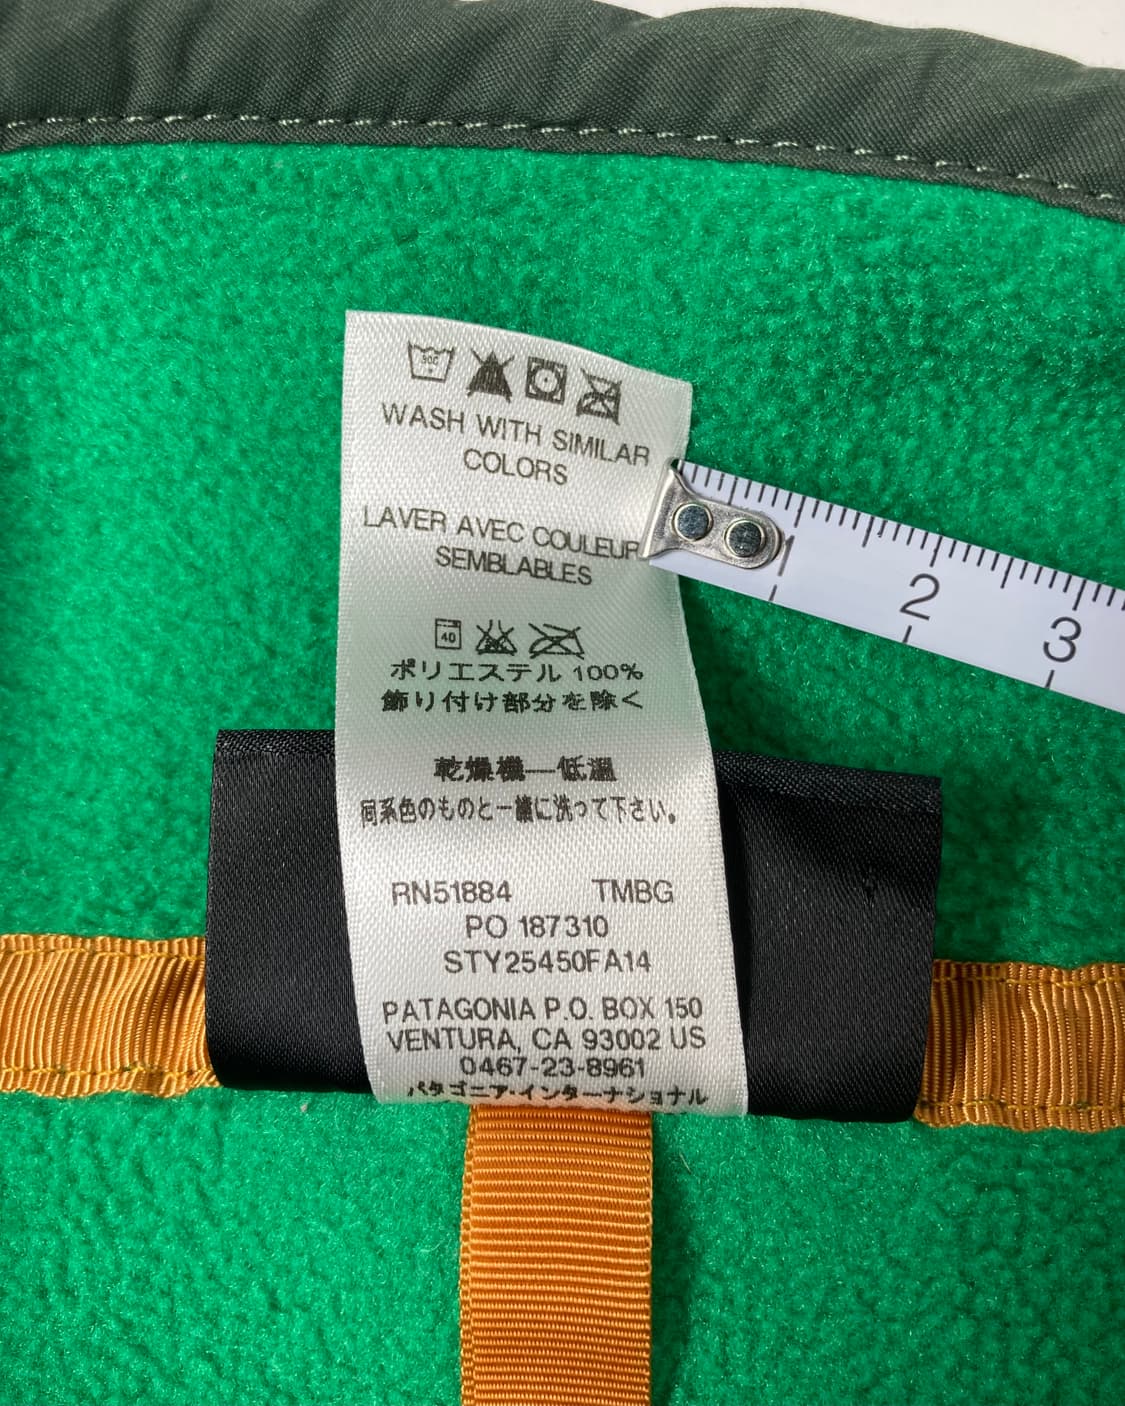 30C
WASH WITH SIMILAR
COLORS
LAVER AVEC COULEUR
SEMBLABLES
40
ポリエステル 100%
飾り付け部分を除く
乾燥機—低温
同系色のものと一緒に洗って下さい。
RN51884 TMBG
PO 187310
STY25450FA14
PATAGONIA P.O. BOX 150
VENTURA, CA 93002 US
0467-23-8961
パタゴニア・インターナショナル
1
2
3